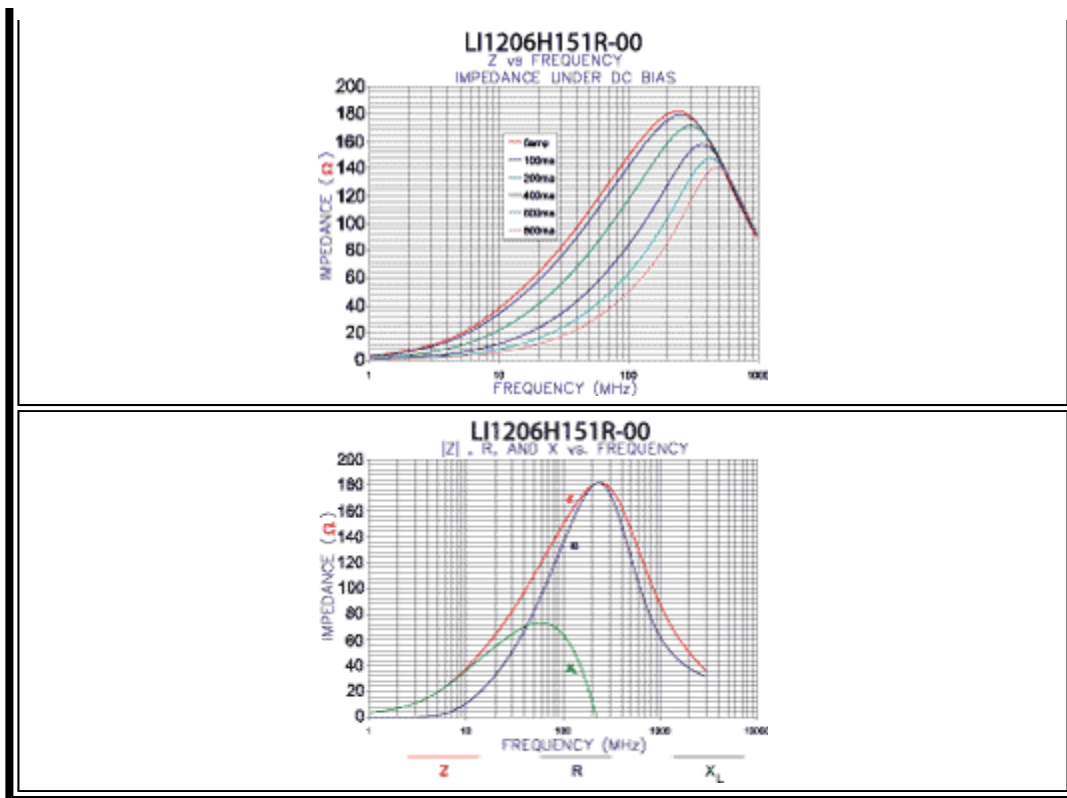 LI1206H151R-00
Z vs FREQUENCY
IMPEDANCE UNDER DC BIAS
200
180
160
140
120
100
80
60
40
20
0
IMPEDANCE (Ω)
100ma
200ma
400ma
1
10
100
1000
FREQUENCY (MHz)
LI1206H151R-00
|Z| , R, AND X vs. FREQUENCY
200
180
160
140
120
100
80
60
40
20
0
IMPEDANCE (Ω)
Z
R
1
10
100
1000
10000
FREQUENCY (MHz)
Z
R
XL